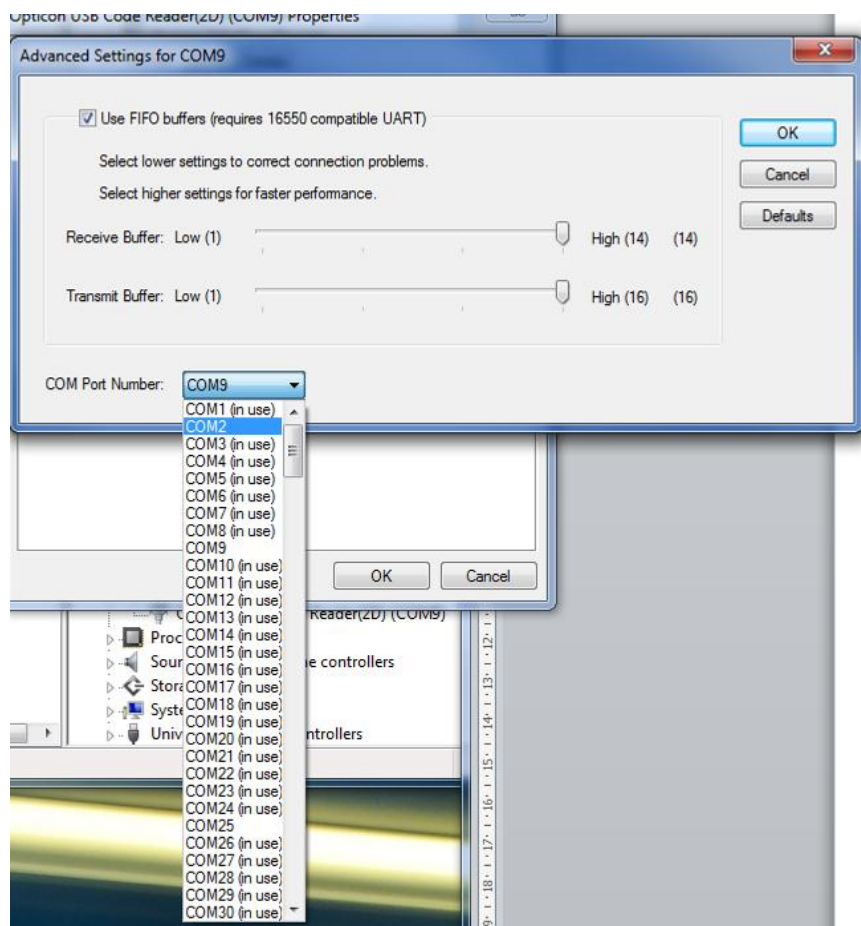 Opticon USB Code Reader(2D) (COM9) Properties
Advanced Settings for COM9
Use FIFO buffers (requires 16550 compatible UART)
OK
Select lower settings to correct connection problems.
Cancel
Select higher settings for faster performance.
Defaults
Receive Buffer: Low (1) High (14) (14)
Transmit Buffer: Low (1) High (16) (16)
COM Port Number: COM9
COM1 (in use)
COM2
COM3 (in use)
COM4 (in use)
COM5 (in use)
COM6 (in use)
COM7 (in use)
COM8 (in use)
COM9
COM10 (in use)
COM11 (in use)
COM12 (in use)
COM13 (in use)
COM14 (in use)
COM15 (in use)
COM16 (in use)
COM17 (in use)
COM18 (in use)
COM19 (in use)
COM20 (in use)
COM21 (in use)
COM22 (in use)
COM23 (in use)
COM24 (in use)
COM25
COM26 (in use)
COM27 (in use)
COM28 (in use)
COM29 (in use)
COM30 (in use)
OK Cancel
Reader(2D) (COM9)
Proc
Sour e controllers
Stora
Syste
Univ ntrollers
12
13
14
15
16
17
18